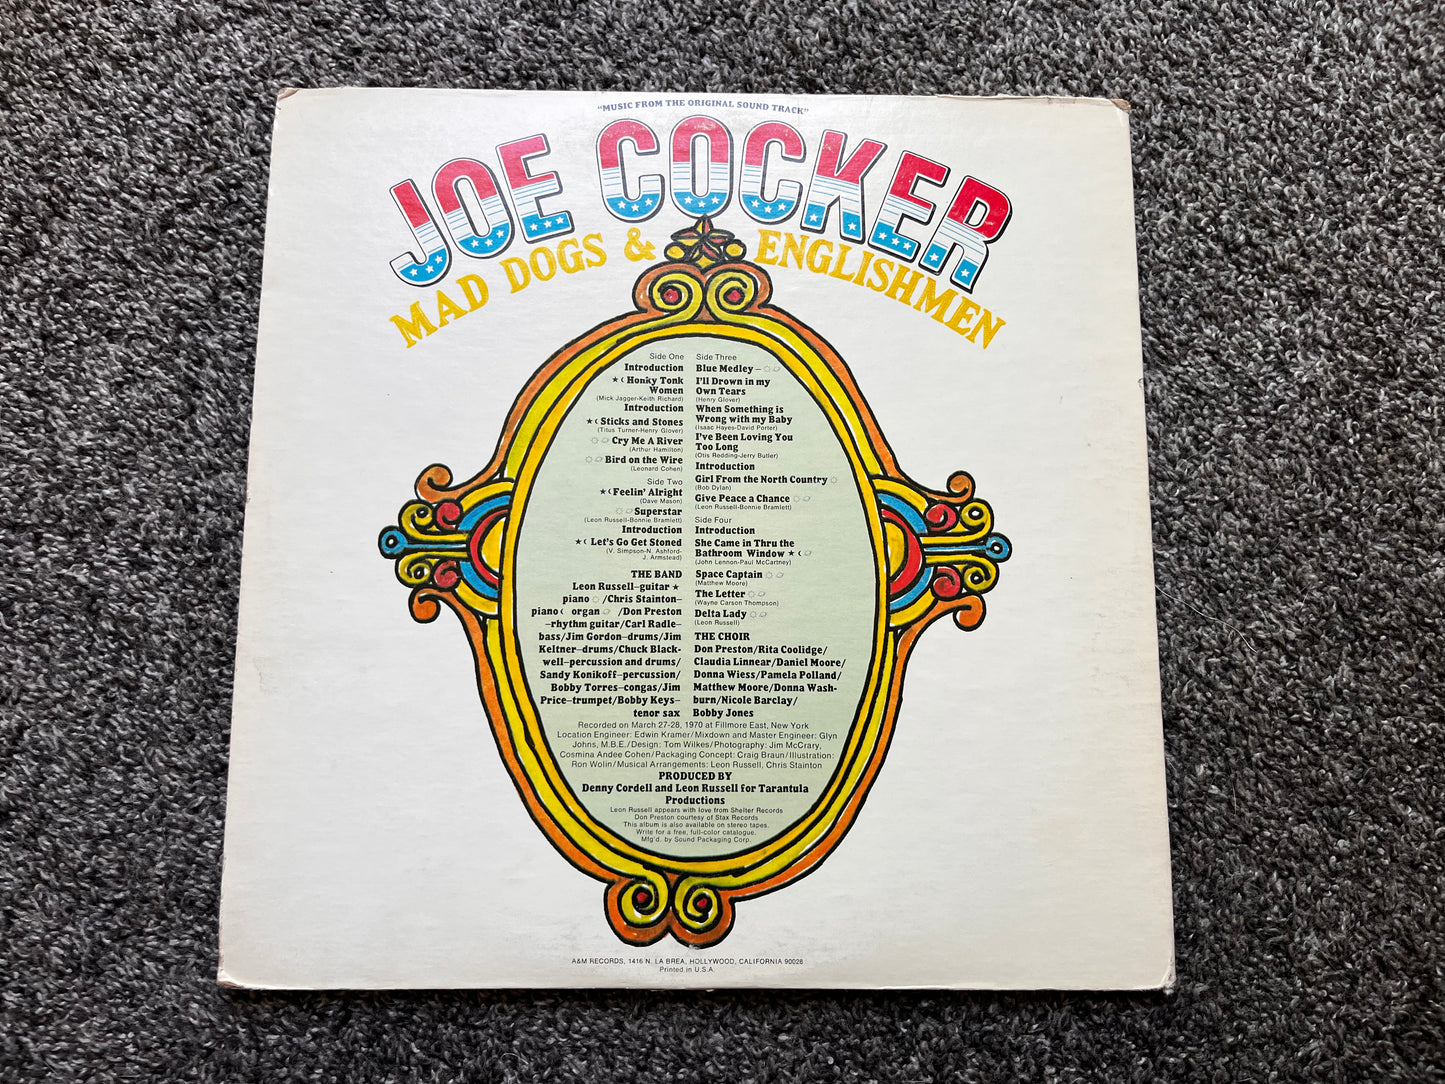 "MUSIC FROM THE ORIGINAL SOUND TRACK"
JOE COCKER
MAD DOGS & ENGLISHMEN
Side One
Introduction
★☾Honky Tonk
Women
(Mick Jagger-Keith Richard)
Introduction
★☾Sticks and Stones
(Titus Turner-Henry Glover)
Cry Me A River
(Arthur Hamilton)
Bird on the Wire
(Leonard Cohen)
Side Two
★☾Feelin' Alright
(Dave Mason)
Superstar
(Leon Russell-Bonnie Bramlett)
Introduction
★☾Let's Go Get Stoned
(V. Simpson-N. Ashford-
J. Armstead)
THE BAND
Leon Russell—guitar ★
piano /Chris Stainton—
piano☾ organ /Don Preston
—rhythm guitar/Carl Radle—
bass/Jim Gordon—drums/Jim
Keltner—drums/Chuck Black-
well—percussion and drums/
Sandy Konikoff—percussion/
Bobby Torres—congas/Jim
Price—trumpet/Bobby Keys—
tenor sax
Side Three
Blue Medley —
I'll Drown in my
Own Tears
(Henry Glover)
When Something is
Wrong with my Baby
(Isaac Hayes-David Porter)
I've Been Loving You
Too Long
(Otis Redding-Jerry Butler)
Introduction
Girl From the North Country
(Bob Dylan)
Give Peace a Chance
(Leon Russell-Bonnie Bramlett)
Side Four
Introduction
She Came in Thru the
Bathroom Window ★☾
(John Lennon-Paul McCartney)
Space Captain
(Matthew Moore)
The Letter
(Wayne Carson Thompson)
Delta Lady
(Leon Russell)
THE CHOIR
Don Preston/Rita Coolidge/
Claudia Linnear/Daniel Moore/
Donna Wiess/Pamela Polland/
Matthew Moore/Donna Wash-
burn/Nicole Barclay/
Bobby Jones
Recorded on March 27-28, 1970 at Fillmore East, New York
Location Engineer: Edwin Kramer/Mixdown and Master Engineer: Glyn
Johns, M.B.E./Design: Tom Wilkes/Photography: Jim McCrary,
Cosmina Andee Cohen/Packaging Concept: Craig Braun/Illustration:
Ron Wolin/Musical Arrangements: Leon Russell, Chris Stainton
PRODUCED BY
Denny Cordell and Leon Russell for Tarantula
Productions
Leon Russell appears with love from Shelter Records
Don Preston courtesy of Stax Records
This album is also available on stereo tapes.
Write for a free, full-color catalogue.
Mfg'd. by Sound Packaging Corp.
A&M RECORDS, 1416 N. LA BREA, HOLLYWOOD, CALIFORNIA 90028
Printed in U.S.A.